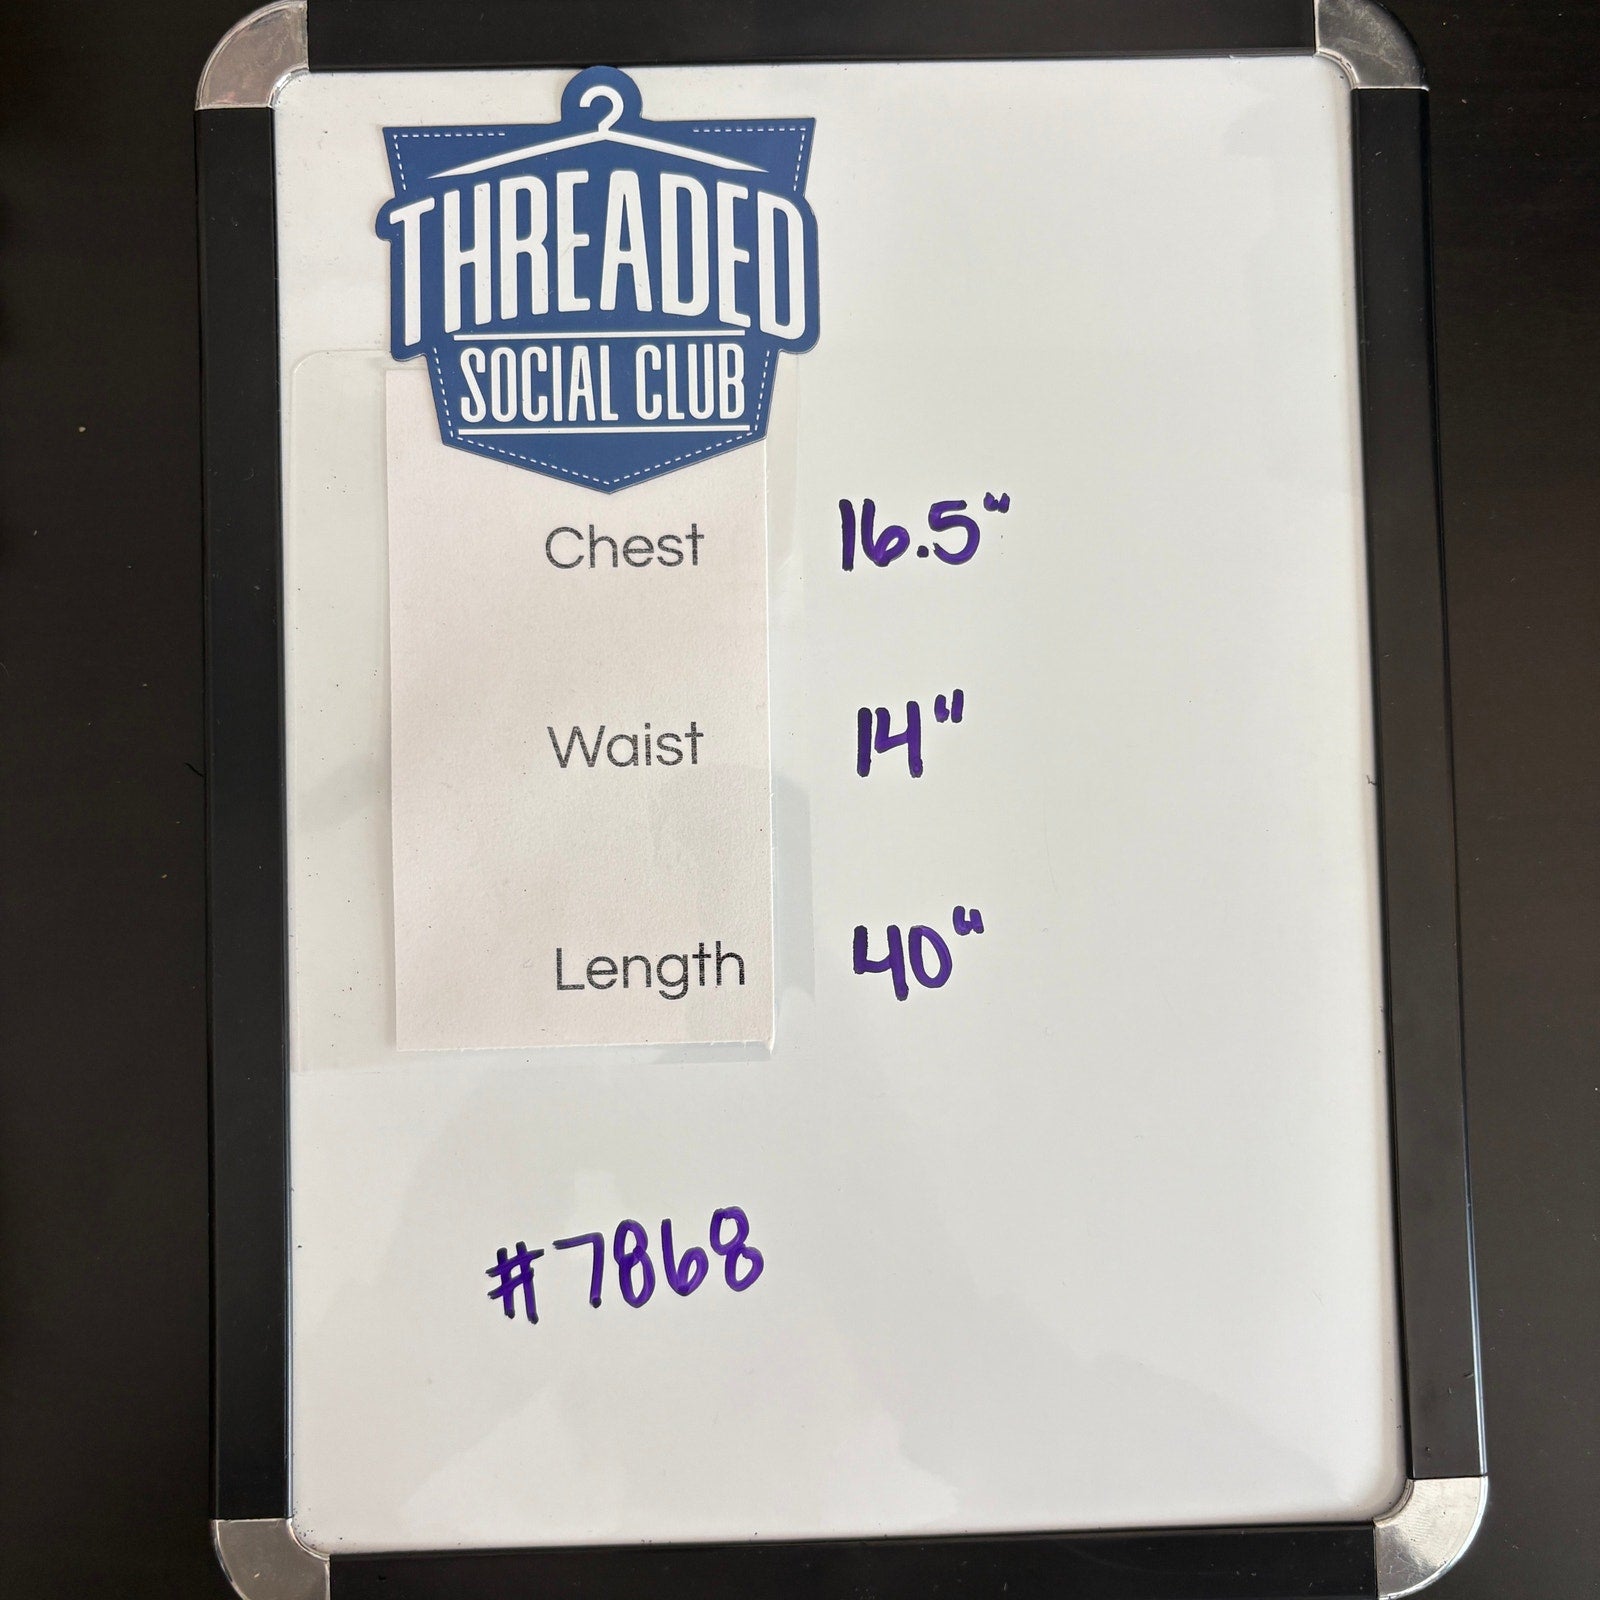 THREADED
SOCIAL CLUB
Chest 16.5"
Waist 14"
Length 40"
#7868